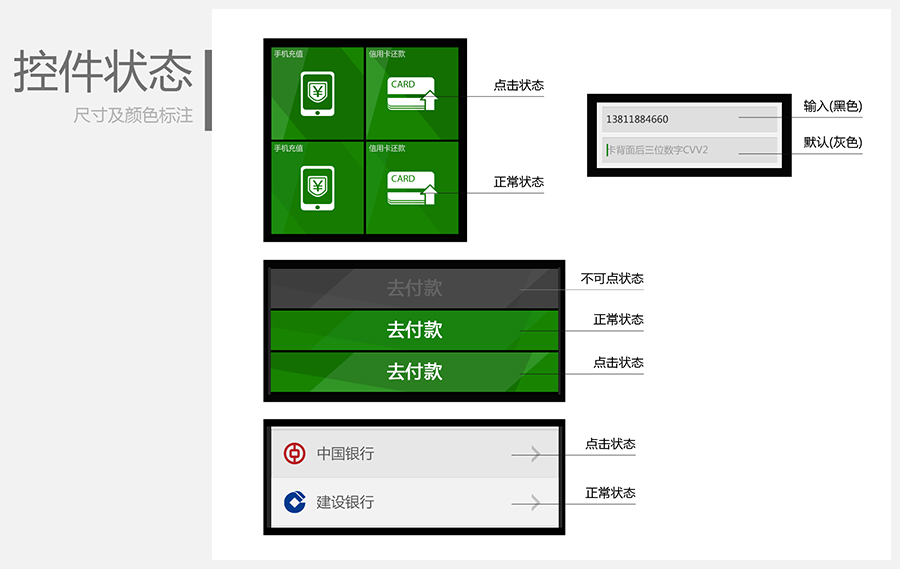 控件状态
尺寸及颜色标注
手机充值
信用卡还款
CARD
点击状态
手机充值
信用卡还款
CARD
正常状态
13811884660
输入(黑色)
卡背面后三位数字CVV2
默认(灰色)
去付款
不可点状态
去付款
正常状态
去付款
点击状态
中国银行
点击状态
建设银行
正常状态